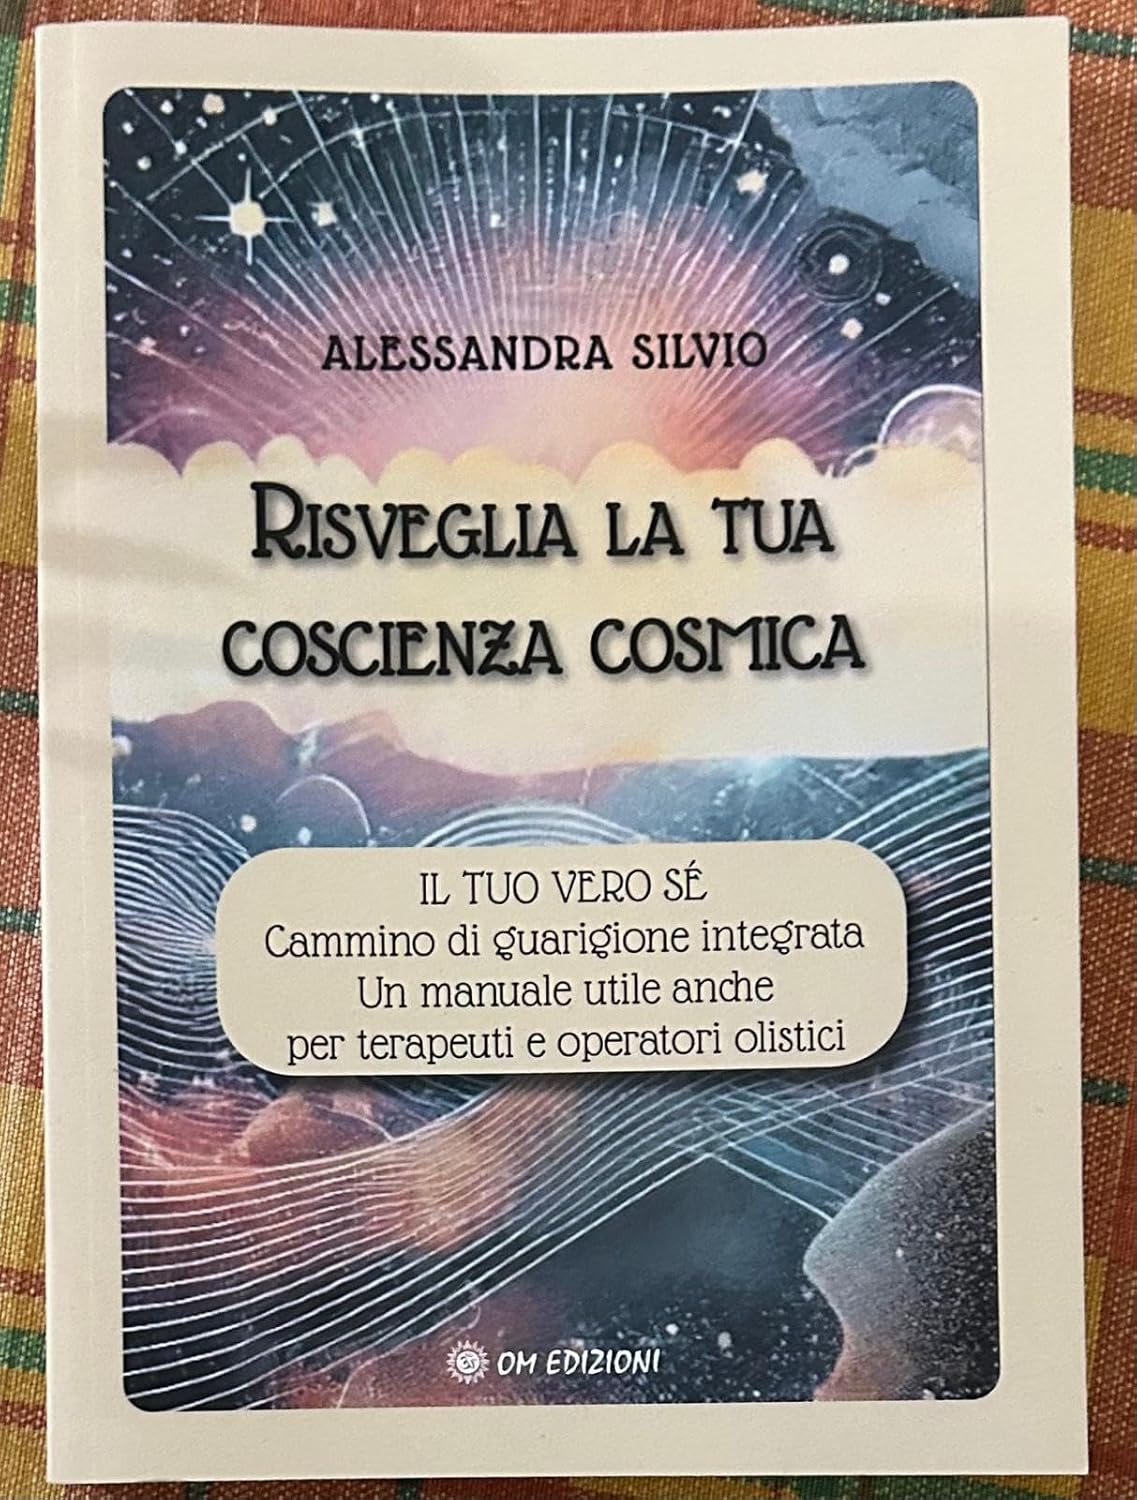 ALESSANDRA SILVIO
RISVEGLIA LA TUA
COSCIENZA COSMICA
IL TUO VERO SÉ
Cammino di guarigione integrata
Un manuale utile anche
per terapeuti e operatori olistici
OM EDIZIONI